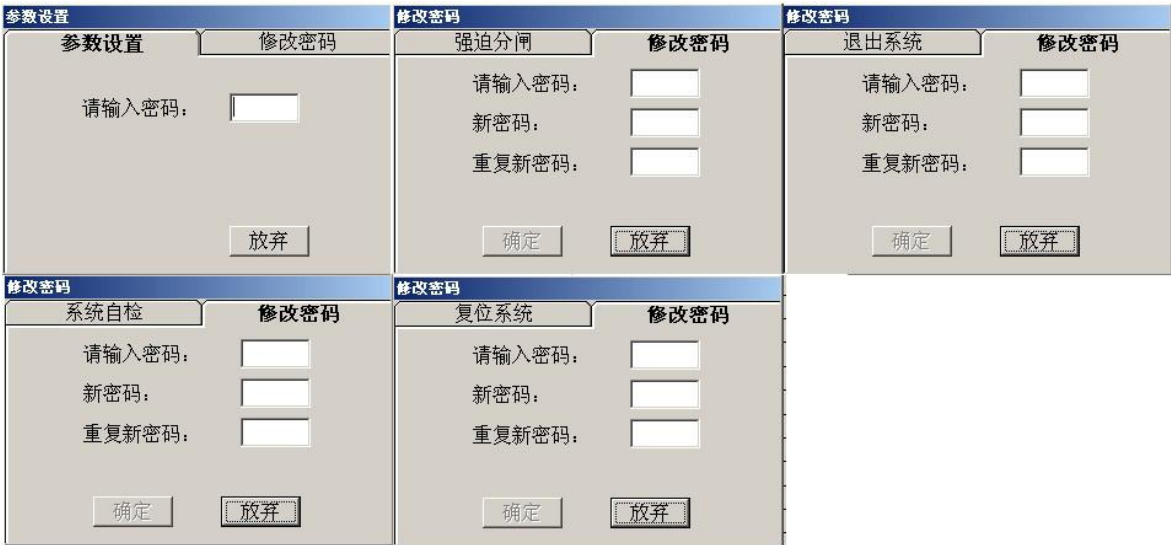 参数设置
参数设置 修改密码
请输入密码：
放弃
修改密码
强迫分闸 修改密码
请输入密码：
新密码：
重复新密码：
确定 放弃
修改密码
退出系统 修改密码
请输入密码：
新密码：
重复新密码：
确定 放弃
修改密码
系统自检 修改密码
请输入密码：
新密码：
重复新密码：
确定 放弃
修改密码
复位系统 修改密码
请输入密码：
新密码：
重复新密码：
确定 放弃